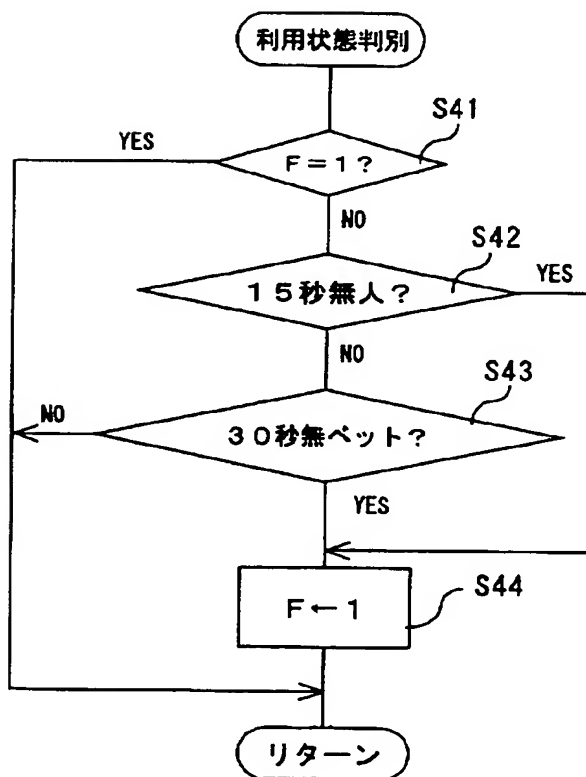 利用状態判別
S41
YES
F=1?
NO
S42
YES
15秒無人?
NO
S43
NO
30秒無ベット?
YES
S44
F←1
リターン